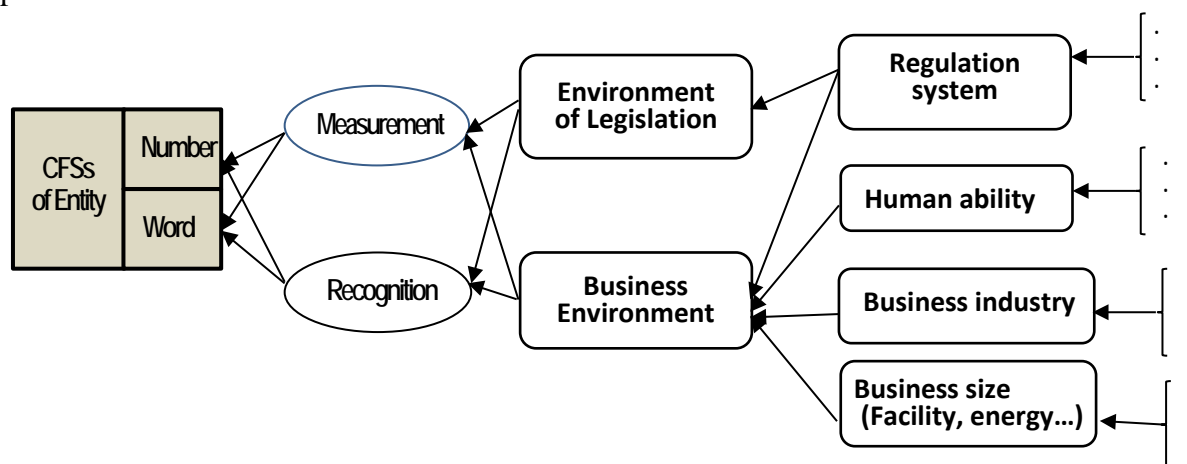 CFSs
of Entity
Number
Word
Measurement
Recognition
Environment
of Legislation
Business
Environment
Regulation
system
Human ability
Business industry
Business size
(Facility, energy…)